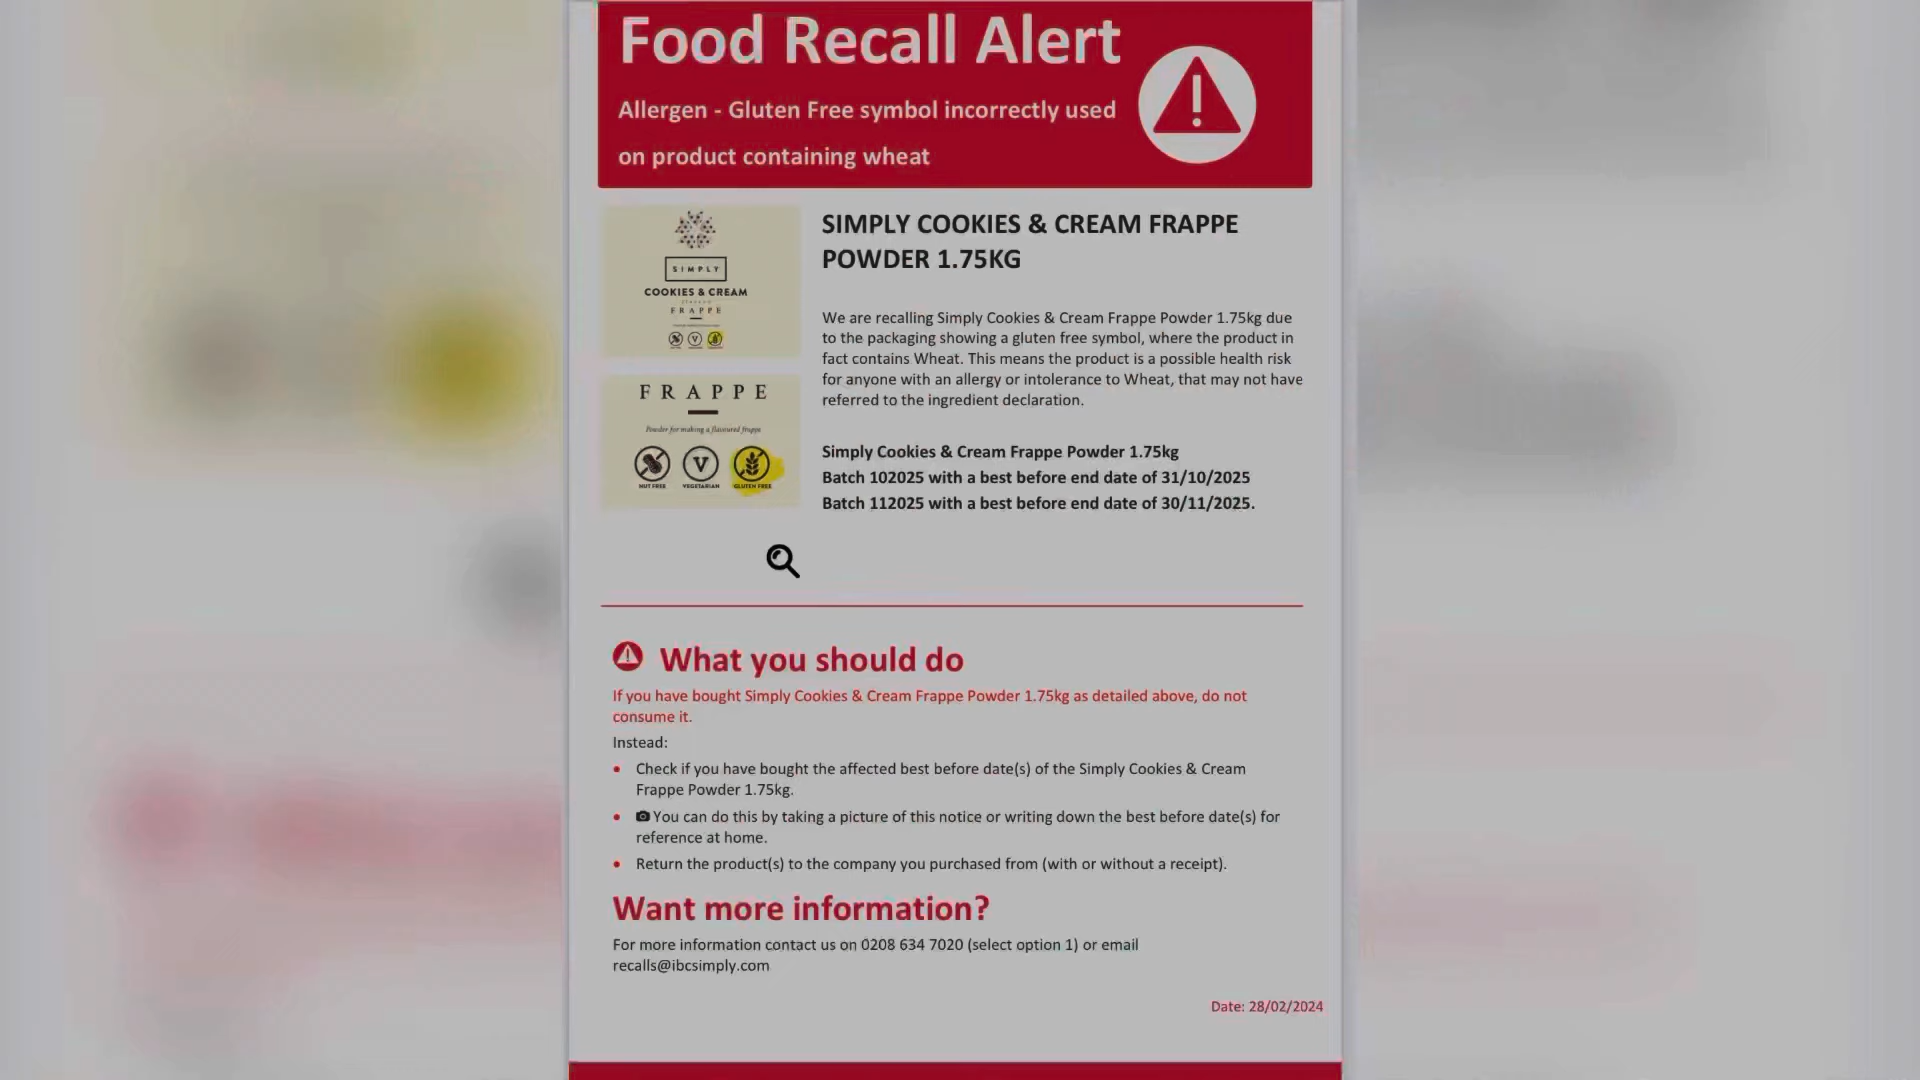 Food Recall Alert
Allergen - Gluten Free symbol incorrectly used
on product containing wheat
SIMPLY
COOKIES & CREAM
FRAPPE
FRAPPE
Powder for making a flavoured frappe
NUT FREE
VEGETARIAN
GLUTEN FREE
SIMPLY COOKIES & CREAM FRAPPE
POWDER 1.75KG
We are recalling Simply Cookies & Cream Frappe Powder 1.75kg due
to the packaging showing a gluten free symbol, where the product in
fact contains Wheat. This means the product is a possible health risk
for anyone with an allergy or intolerance to Wheat, that may not have
referred to the ingredient declaration.
Simply Cookies & Cream Frappe Powder 1.75kg
Batch 102025 with a best before end date of 31/10/2025
Batch 112025 with a best before end date of 30/11/2025.
What you should do
If you have bought Simply Cookies & Cream Frappe Powder 1.75kg as detailed above, do not
consume it.
Instead:
Check if you have bought the affected best before date(s) of the Simply Cookies & Cream
Frappe Powder 1.75kg.
You can do this by taking a picture of this notice or writing down the best before date(s) for
reference at home.
Return the product(s) to the company you purchased from (with or without a receipt).
Want more information?
For more information contact us on 0208 634 7020 (select option 1) or email
recalls@ibcsimply.com
Date: 28/02/2024